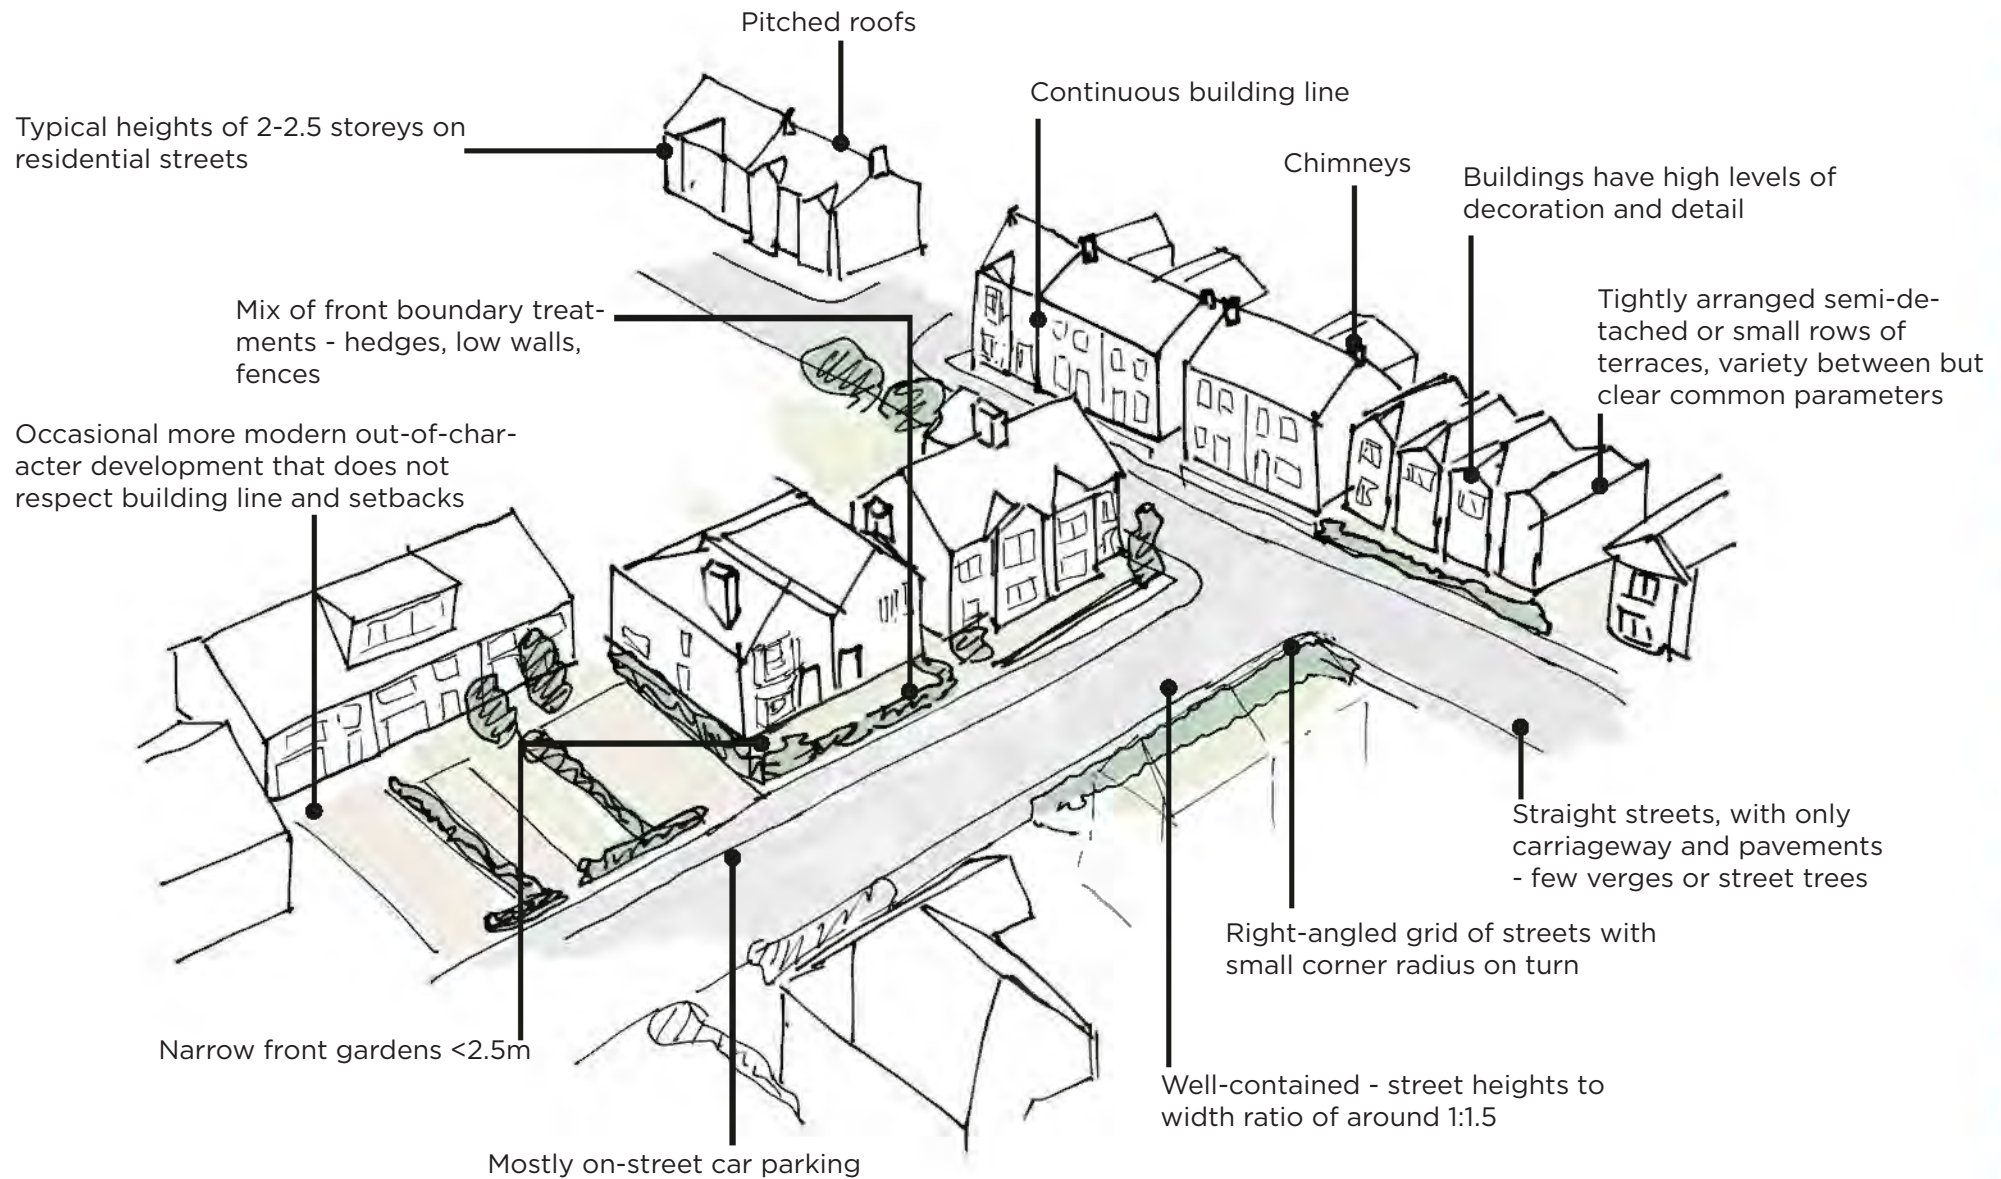 Pitched roofs
Continuous building line
Typical heights of 2-2.5 storeys on
residential streets
Chimneys
Buildings have high levels of
decoration and detail
Mix of front boundary treat-
ments - hedges, low walls,
fences
Tightly arranged semi-de-
tached or small rows of
terraces, variety between but
clear common parameters
Occasional more modern out-of-char-
acter development that does not
respect building line and setbacks
Straight streets, with only
carriageway and pavements
- few verges or street trees
Right-angled grid of streets with
small corner radius on turn
Narrow front gardens <2.5m
Well-contained - street heights to
width ratio of around 1:1.5
Mostly on-street car parking